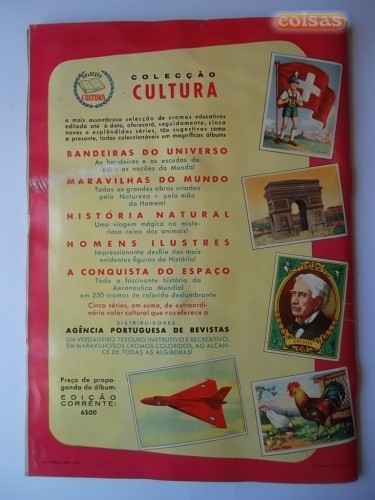 coisas
COLECÇÃO
CULTURA
COLECÇÃO
CULTURA
a mais assombrosa selecção de cromos educativos
editada até à data, oferecerá, seguidamente, cinco
novas e esplêndidas séries, tão sugestivas como
a presente, todas coleccionáveis em magníficos álbuns
BANDEIRAS DO UNIVERSO
As bandeiras e os escudos de
todas as nações do Mundo!
MARAVILHAS DO MUNDO
Todas as grandes obras criadas
pela Natureza e pela mão
do Homem!
HISTÓRIA NATURAL
Uma viagem mágica ao miste-
rioso reino dos animais!
HOMENS ILUSTRES
Impressionante desfile das mais
evidentes figuras da História!
A CONQUISTA DO ESPAÇO
Toda a fascinante história da
Aeronáutica Mundial
em 250 cromos de colorido deslumbrante
Cinco séries, em suma, de extraordi-
nário valor cultural que vos oferece a
DISTRIBUIDORES
AGÊNCIA PORTUGUESA DE REVISTAS
UM VERDADEIRO TESOURO INSTRUTIVO E RECREATIVO,
EM MARAVILHOSOS CROMOS COLORIDOS, AO ALCAN-
CE DE TODAS AS ALGIBEIRAS!
Preço de propa-
ganda do álbum:
EDIÇÃO
CORRENTE:
6$00